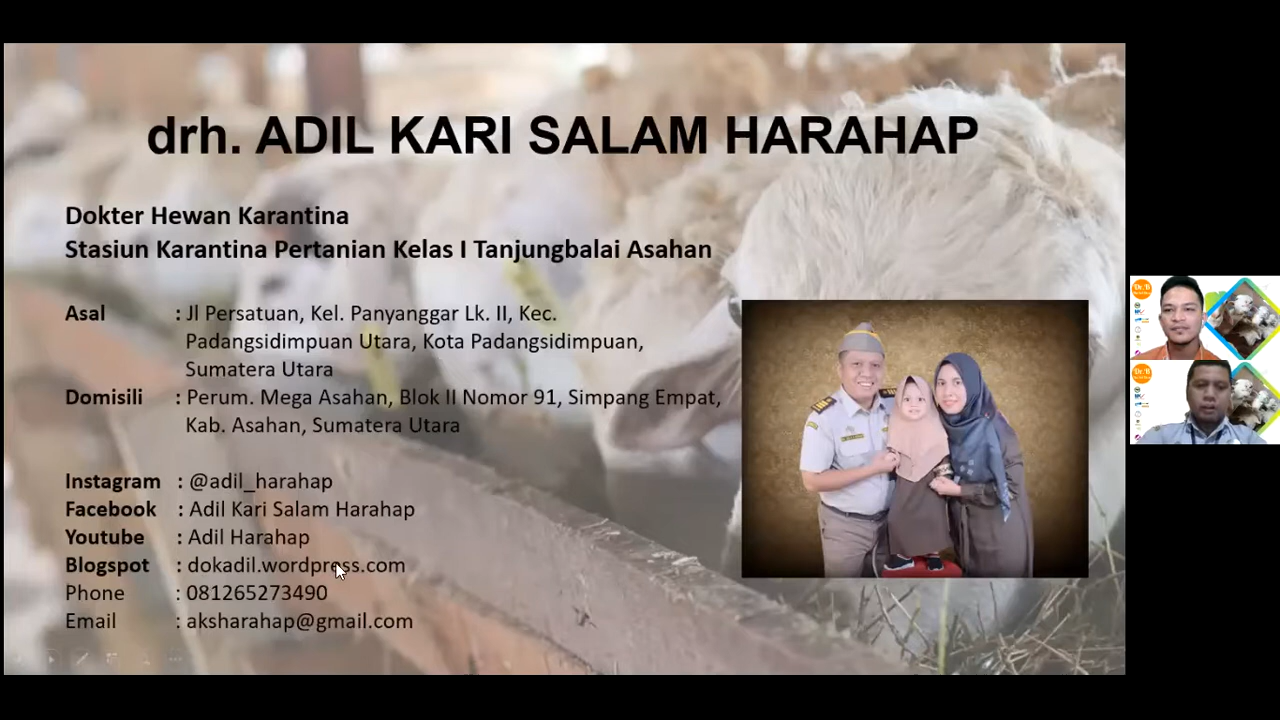 drh. ADIL KARI SALAM HARAHAP
Dokter Hewan Karantina
Stasiun Karantina Pertanian Kelas I Tanjungbalai Asahan
Asal : Jl Persatuan, Kel. Panyanggar Lk. II, Kec.
Padangsidimpuan Utara, Kota Padangsidimpuan,
Sumatera Utara
Domisili : Perum. Mega Asahan, Blok II Nomor 91, Simpang Empat,
Kab. Asahan, Sumatera Utara
Instagram : @adil_harahap
Facebook : Adil Kari Salam Harahap
Youtube : Adil Harahap
Blogspot : dokadil.wordpress.com
Phone : 081265273490
Email : aksharahap@gmail.com